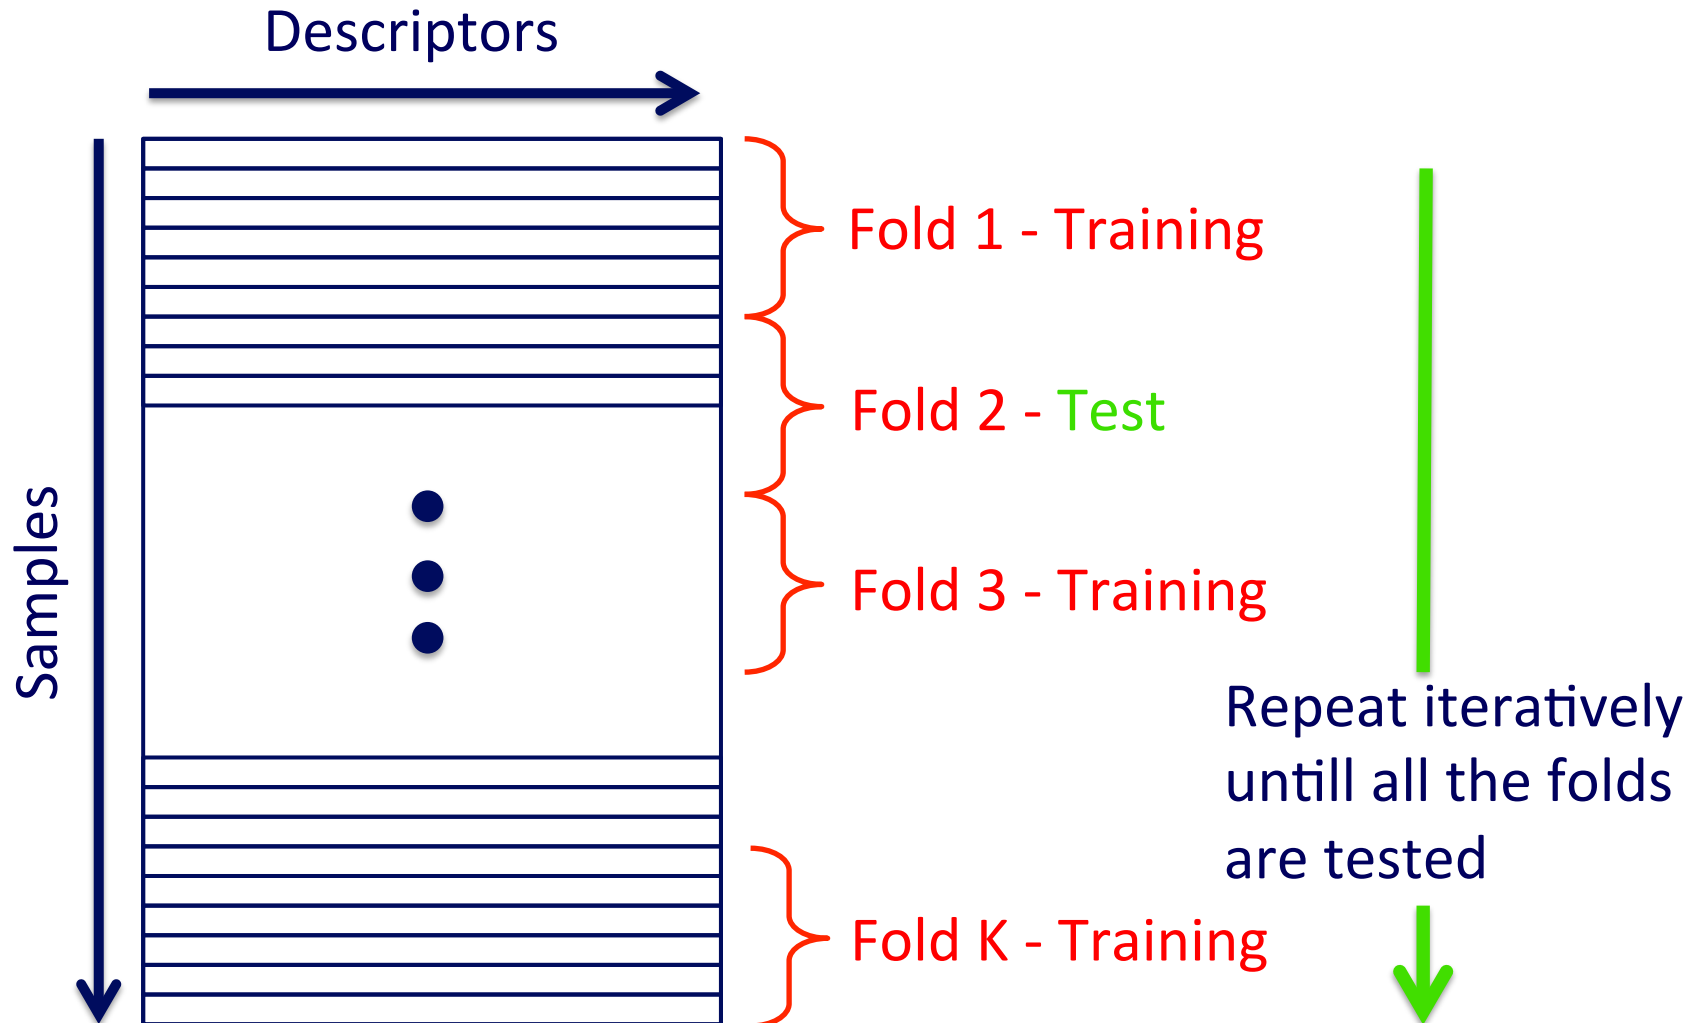 Descriptors
Samples
Fold 1 - Training
Fold 2 - Test
Fold 3 - Training
Repeat iteratively
untill all the folds
are tested
Fold K - Training